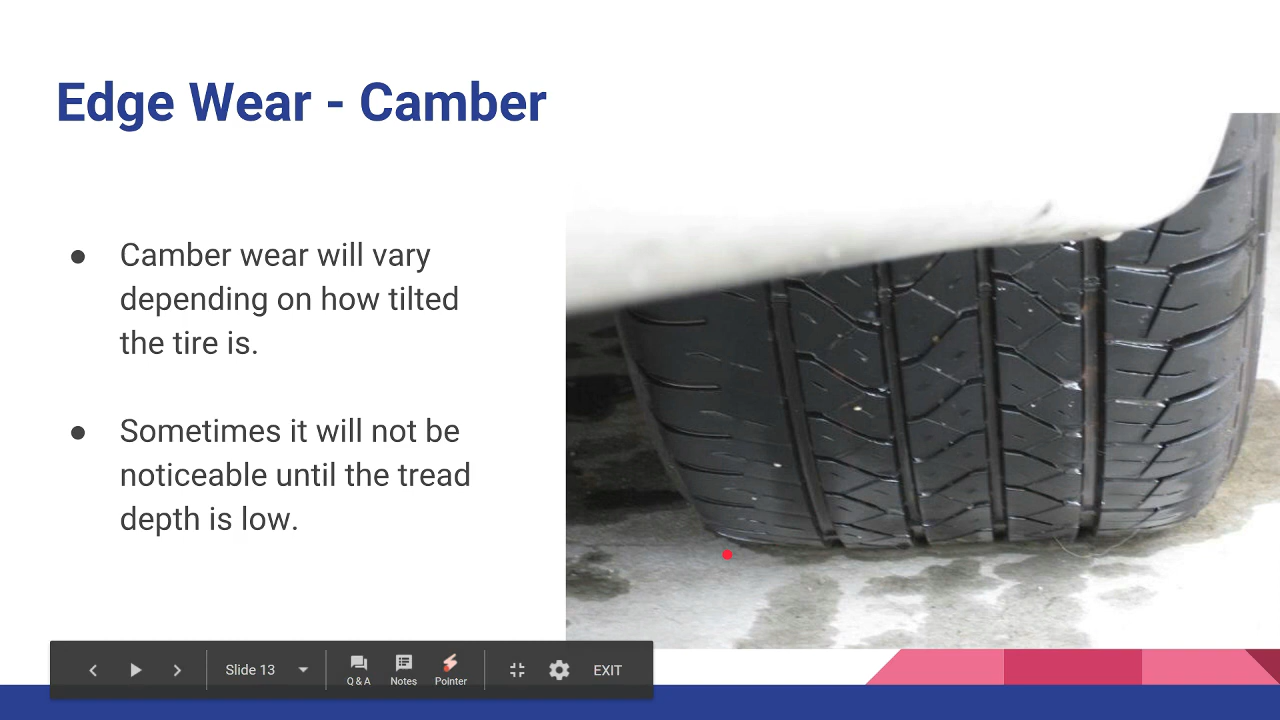 Edge Wear - Camber
● Camber wear will vary
depending on how tilted
the tire is.
● Sometimes it will not be
noticeable until the tread
depth is low.
Slide 13
Q & A
Notes
Pointer
EXIT